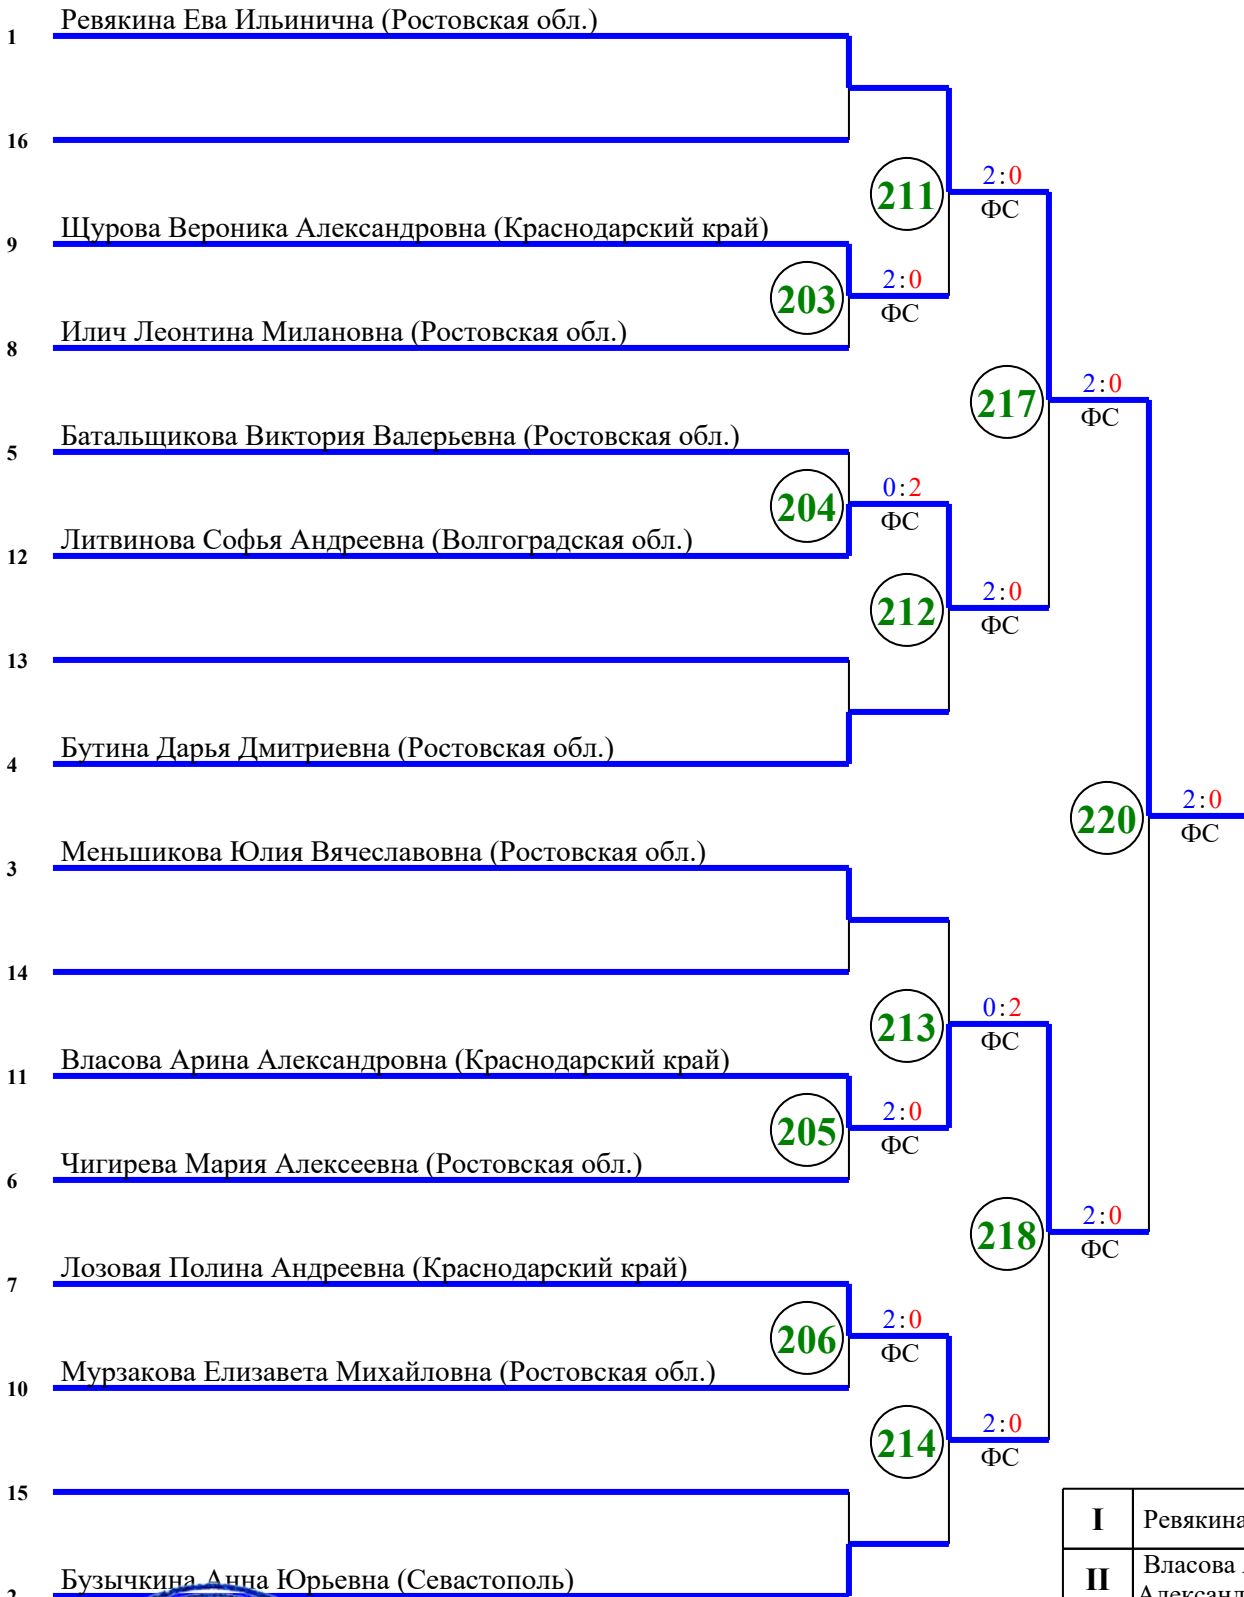 Ревякина Ева Ильинична (Ростовская обл.)
1
16
211
2:0
ФС
Щурова Вероника Александровна (Краснодарский край)
9
203
2:0
ФС
Илич Леонтина Милановна (Ростовская обл.)
8
217
2:0
ФС
Батальщикова Виктория Валерьевна (Ростовская обл.)
5
204
0:2
ФС
Литвинова Софья Андреевна (Волгоградская обл.)
12
212
2:0
ФС
13
Бутина Дарья Дмитриевна (Ростовская обл.)
4
220
2:0
ФС
Меньшикова Юлия Вячеславовна (Ростовская обл.)
3
14
213
0:2
ФС
Власова Арина Александровна (Краснодарский край)
11
205
2:0
ФС
Чигирева Мария Алексеевна (Ростовская обл.)
6
218
2:0
ФС
Лозовая Полина Андреевна (Краснодарский край)
7
206
2:0
ФС
Мурзакова Елизавета Михайловна (Ростовская обл.)
10
214
2:0
ФС
15
I Ревякина
Бузычкина Анна Юрьевна (Севастополь)
2
II Власова